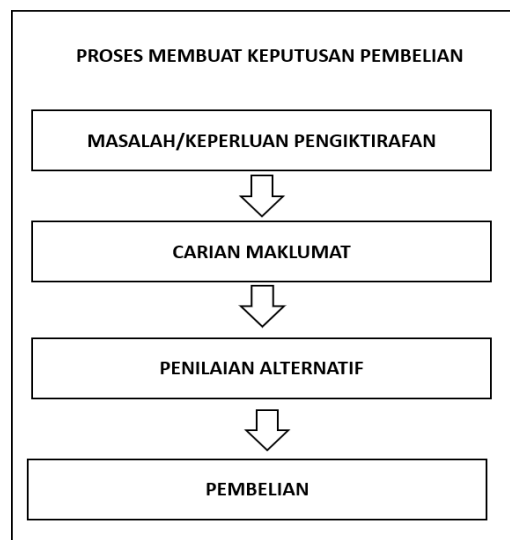 PROSES MEMBUAT KEPUTUSAN PEMBELIAN
MASALAH/KEPERLUAN PENGIKTIRAFAN
CARIAN MAKLUMAT
PENILAIAN ALTERNATIF
PEMBELIAN